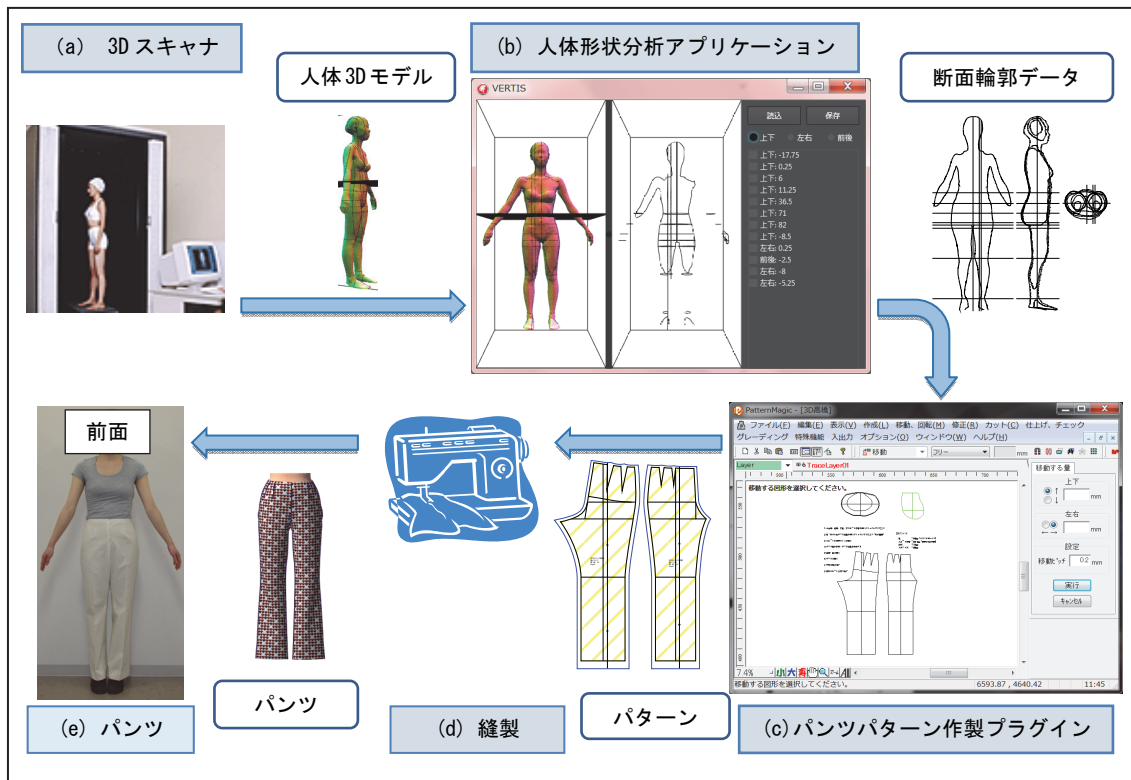 (a) 3Dスキャナ
人体3Dモデル
(b) 人体形状分析アプリケーション
断面輪郭データ
VERTIS
読込 保存
上下 左右 前後
上下: -17.75
上下: 0.25
上下: 6
上下: 11.25
上下: 36.5
上下: 71
上下: 82
上下: -8.5
左右: 0.25
前後: -2.5
左右: -8
左右: -5.25
PatternMagic - [3D髙橋]
ファイル(F) 編集(E) 表示(V) 作成(L) 移動、回転(M) 修正(R) カット(C) 仕上げ、チェック
グレーディング 特殊機能 入出力 オプション(O) ウィンドウ(W) ヘルプ(H)
移動 フリー mm
Layer TraceLayer01
移動する図形を選択してください。
移動する量
上下
mm
左右
mm
設定
移動ピッチ 0.2 mm
実行
キャンセル
7.4%
移動する図形を選択してください。 6593.87 , 4640.42 11:45
前面
(e) パンツ
パンツ
(d) 縫製
パターン
(c) パンツパターン作製プラグイン